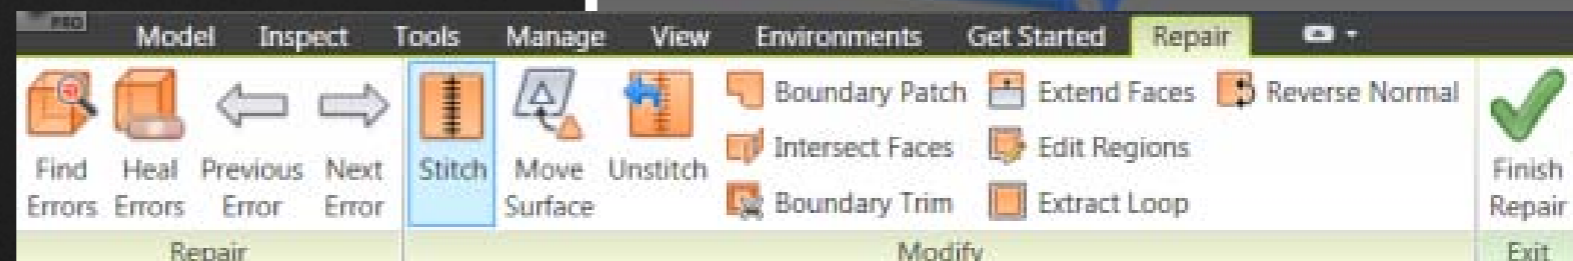 PRO
Model Inspect Tools Manage View Environments Get Started Repair
Find Errors
Heal Errors
Previous Error
Next Error
Stitch
Move Surface
Unstitch
Boundary Patch
Intersect Faces
Boundary Trim
Extend Faces
Edit Regions
Extract Loop
Reverse Normal
Finish Repair
Repair Modify Exit